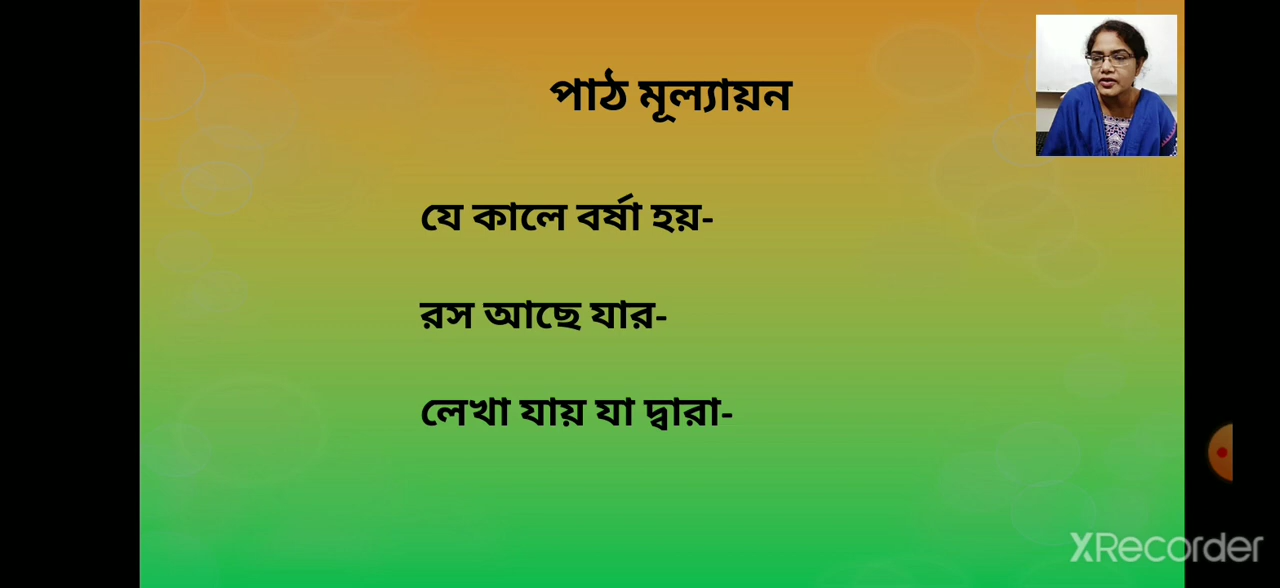 পাঠ মূল্যায়ন
যে কালে বর্ষা হয়-
রস আছে যার-
লেখা যায় যা দ্বারা-
XRecorder